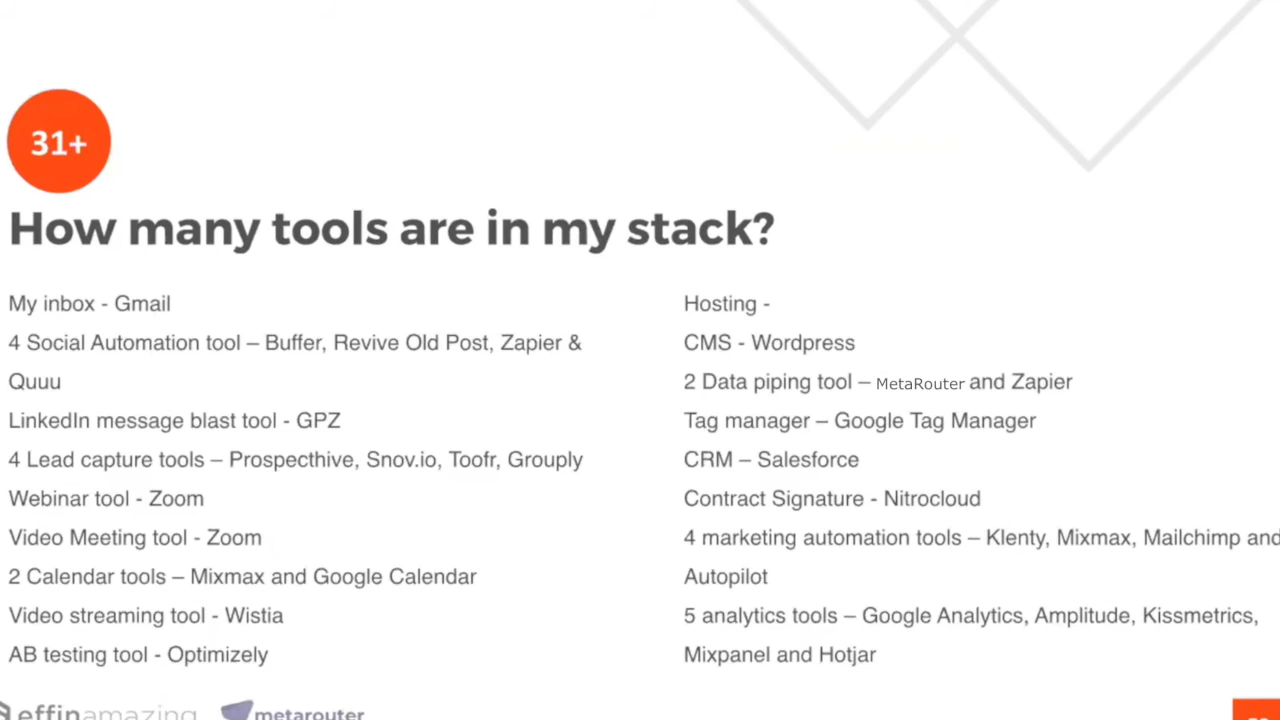 31+
How many tools are in my stack?
My inbox - Gmail
4 Social Automation tool – Buffer, Revive Old Post, Zapier &
Quuu
LinkedIn message blast tool - GPZ
4 Lead capture tools – Prospecthive, Snov.io, Toofr, Grouply
Webinar tool - Zoom
Video Meeting tool - Zoom
2 Calendar tools – Mixmax and Google Calendar
Video streaming tool - Wistia
AB testing tool - Optimizely
Hosting -
CMS - Wordpress
2 Data piping tool – MetaRouter and Zapier
Tag manager – Google Tag Manager
CRM – Salesforce
Contract Signature - Nitrocloud
4 marketing automation tools – Klenty, Mixmax, Mailchimp and
Autopilot
5 analytics tools – Google Analytics, Amplitude, Kissmetrics,
Mixpanel and Hotjar
effinamazing
metarouter